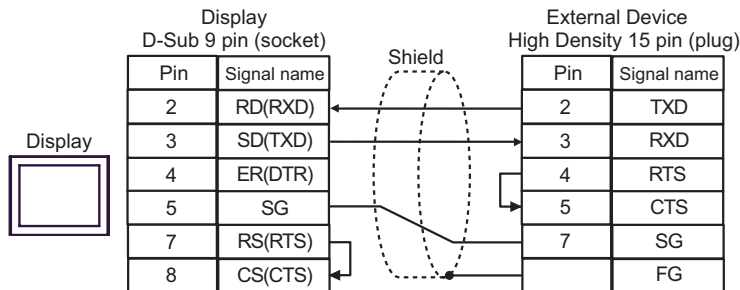 Display
D-Sub 9 pin (socket)
External Device
High Density 15 pin (plug)
Shield
Pin Signal name
Pin Signal name
2 RD(RXD)
2 TXD
Display
3 SD(TXD)
3 RXD
4 ER(DTR)
4 RTS
5 SG
5 CTS
7 RS(RTS)
7 SG
8 CS(CTS)
FG